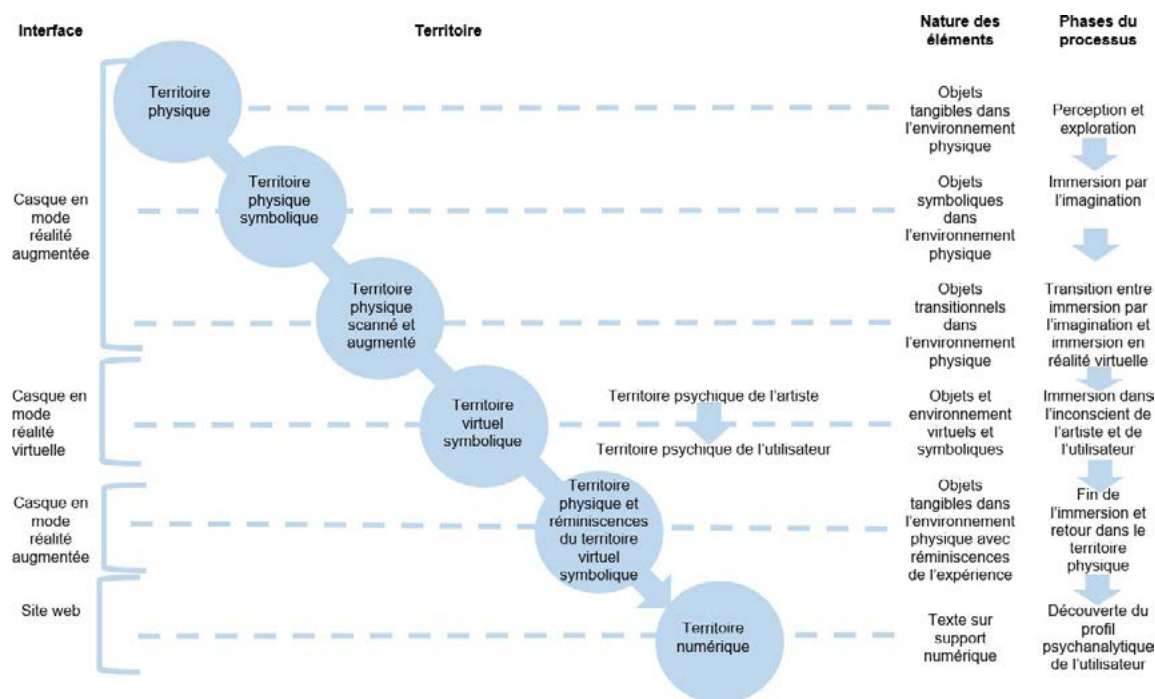 Interface
Territoire
Nature des
éléments
Phases du
processus
Territoire
physique
Objets
tangibles dans
l'environnement
physique
Perception et
exploration
Casque en
mode
réalité
augmentée
Territoire
physique
symbolique
Objets
symboliques
dans
l'environnement
physique
Immersion par
l'imagination
Territoire
physique
scanné et
augmenté
Objets
transitionnels
dans
l'environnement
physique
Transition entre
immersion par
l'imagination et
immersion en
réalité virtuelle
Casque en
mode
réalité
virtuelle
Territoire
virtuel
symbolique
Territoire psychique de l'artiste
Territoire psychique de l'utilisateur
Objets et
environnement
virtuels et
symboliques
Immersion dans
l'inconscient de
l'artiste et de
l'utilisateur
Casque en
mode
réalité
augmentée
Territoire
physique et
réminiscences
du territoire
virtuel
symbolique
Objets
tangibles dans
l'environnement
physique avec
réminiscences
de l'expérience
Fin de
l'immersion et
retour dans le
territoire
physique
Site web
Territoire
numérique
Texte sur
support
numérique
Découverte du
profil
psychanalytique
de l'utilisateur